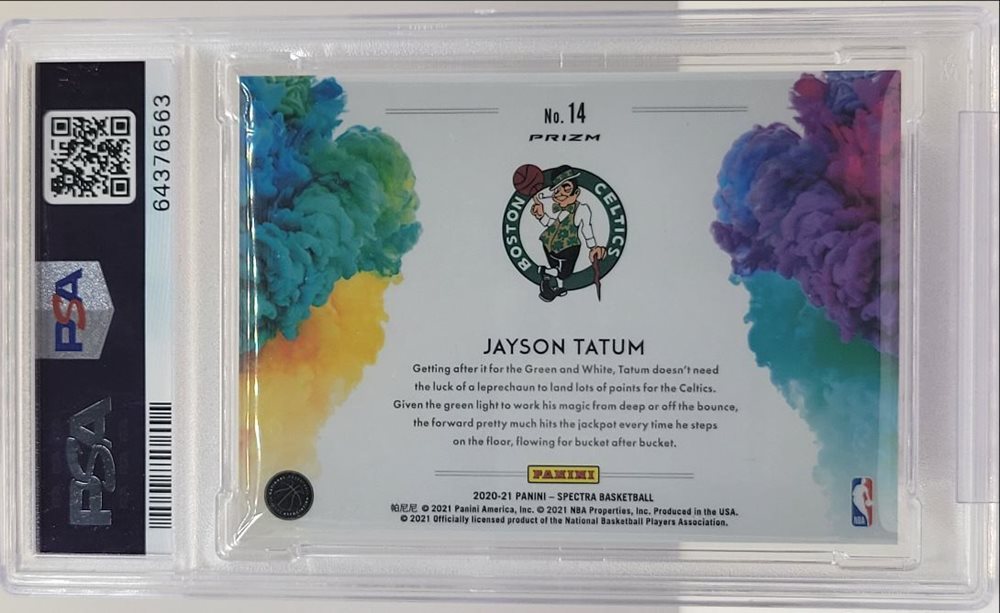 64376563
PSA
PSA
No. 14
PRIZM
BOSTON CELTICS
JAYSON TATUM
Getting after it for the Green and White, Tatum doesn't need
the luck of a leprechaun to land lots of points for the Celtics.
Given the green light to work his magic from deep or off the bounce,
the forward pretty much hits the jackpot every time he steps
on the floor, flowing for bucket after bucket.
PANINI
2020-21 PANINI – SPECTRA BASKETBALL
帕尼尼 © 2021 Panini America, Inc. © 2021 NBA Properties, Inc. Produced in the USA.
© 2021 Officially licensed product of the National Basketball Players Association.
NBA